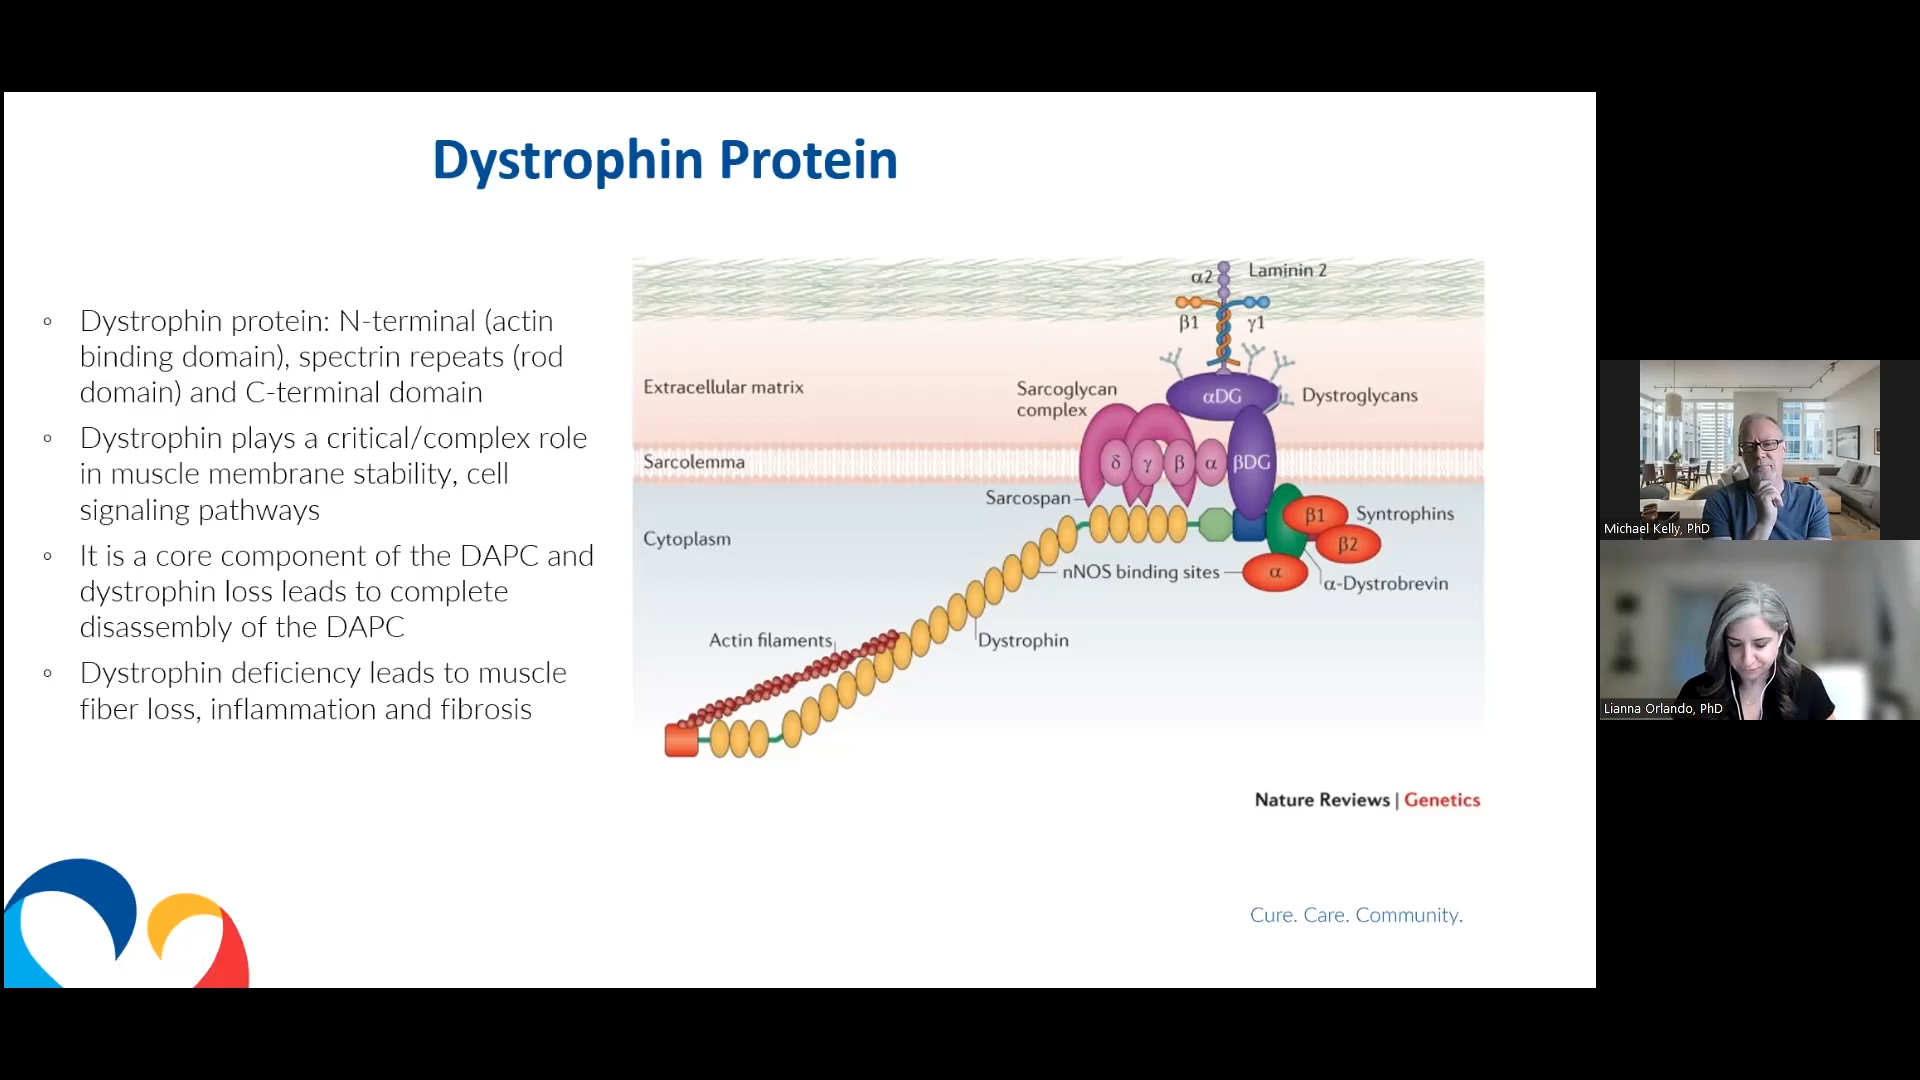 Dystrophin Protein
◦ Dystrophin protein: N-terminal (actin
binding domain), spectrin repeats (rod
domain) and C-terminal domain
◦ Dystrophin plays a critical/complex role
in muscle membrane stability, cell
signaling pathways
◦ It is a core component of the DAPC and
dystrophin loss leads to complete
disassembly of the DAPC
◦ Dystrophin deficiency leads to muscle
fiber loss, inflammation and fibrosis
α2
Laminin 2
β1
γ1
Extracellular matrix
Sarcoglycan
complex
αDG
Dystroglycans
Sarcolemma
δ
γ
β
α
βDG
Sarcospan
β1
Syntrophins
Cytoplasm
β2
nNOS binding sites
α
α-Dystrobrevin
Actin filaments
Dystrophin
Nature Reviews | Genetics
Cure. Care. Community.
Michael Kelly, PhD
Lianna Orlando, PhD